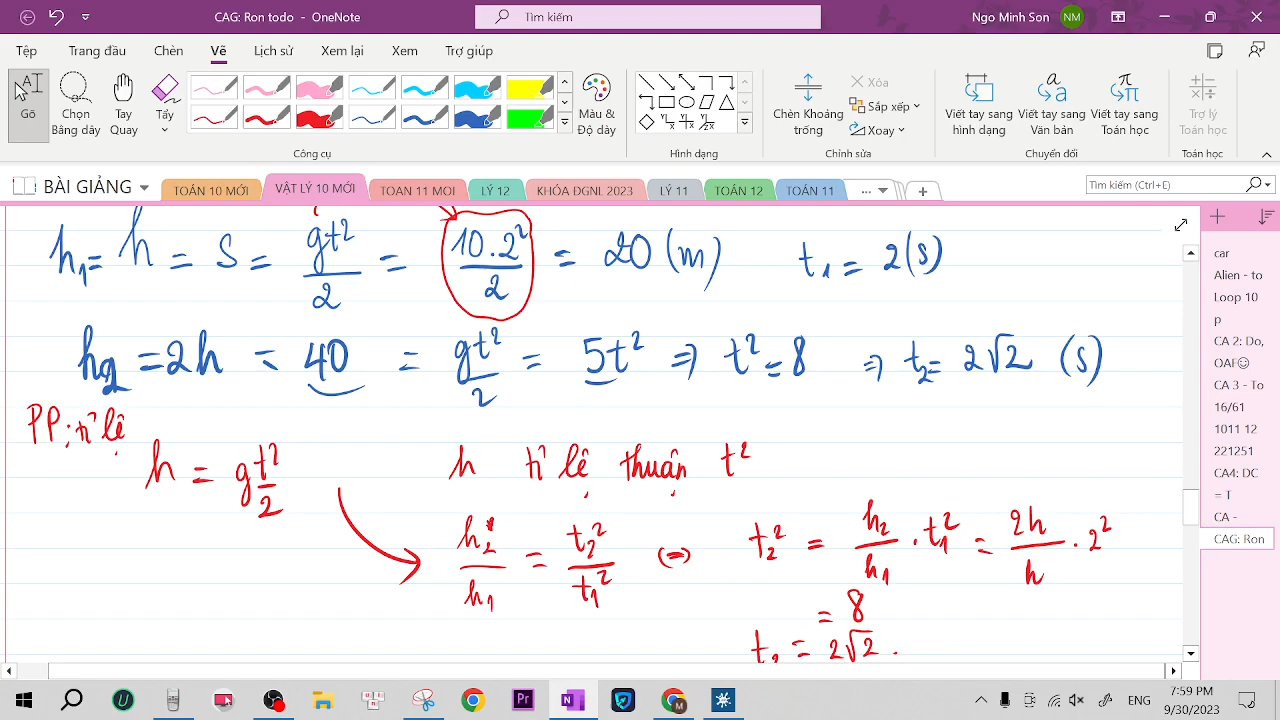 CAG: Ron todo - OneNote
Tìm kiếm
Ngo Minh Son NM
Tệp Trang đầu Chèn Vẽ Lịch sử Xem lại Xem Trợ giúp
Gõ Chọn Bằng dây Tay Quay Tẩy Màu & Độ dày Chèn Khoảng trống Xóa Sắp xếp Xoay Viết tay sang hình dạng Viết tay sang Văn bản Viết tay sang Toán học Trợ lý Toán học
Công cụ Hình dạng Chỉnh sửa Chuyển đổi Toán học
BÀI GIẢNG TOÁN 10 MỚI VẬT LÝ 10 MỚI TOAN 11 MOI LÝ 12 KHÓA ĐGNL 2023 LÝ 11 TOÁN 12 TOÁN 11 ... + Tìm kiếm (Ctrl+E)
h₁ = h = S = gt²/2 = 10.2²/2 = 20 (m) t₁ = 2(s)
h₂ = 2h = 40 = gt²/2 = 5t² ⇒ t² = 8 ⇒ t₂ = 2√2 (s)
PP: tỉ lệ
h = gt²/2 h tỉ lệ thuận t²
h₂/h₁ = t₂²/t₁² ⇔ t₂² = h₂/h₁ . t₁² = 2h/h . 2²
= 8
t₂ = 2√2 .
car
Alien - to
Loop 10
p
CA 2: Do,
OAF
CA 3 - To
16/61
1011 12
221251
CA4: DC
= T
CA -
CAG: Ron
ENG
7:59 PM
9/30/2023